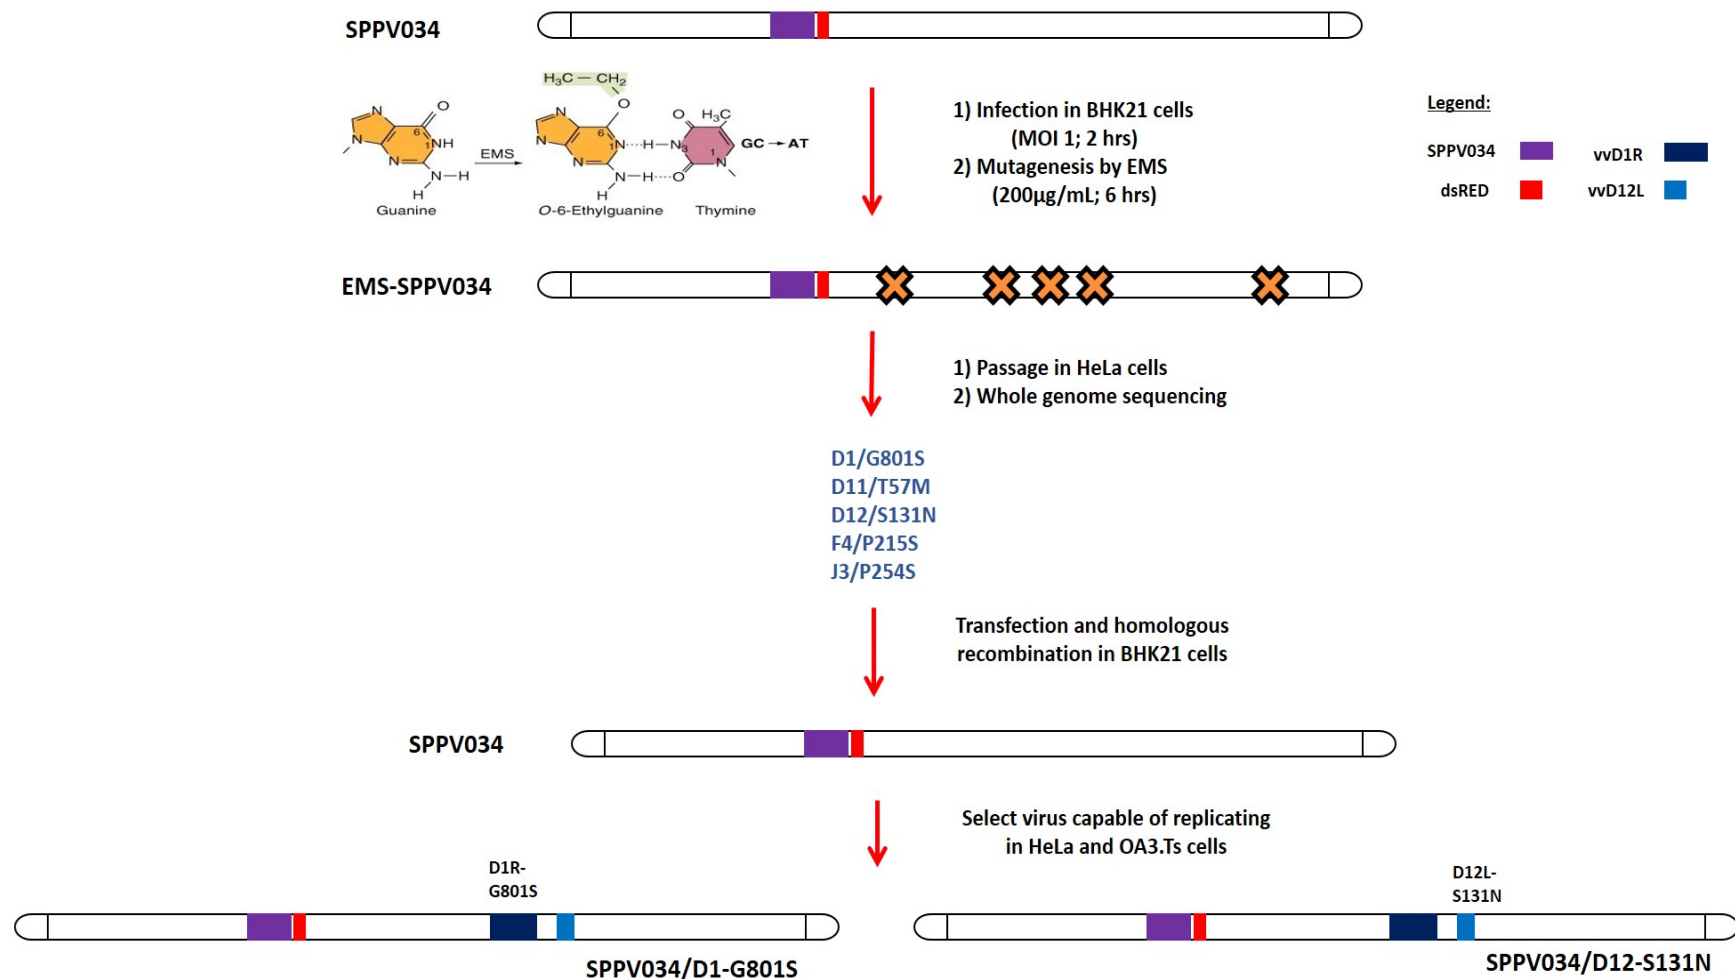 SPPV034
H₃C — CH₂
O
O
N
N
N
6
1
NH
N—H
H
Guanine
EMS
N
N
N
6
1
N
H
N
H
H
O-6-Ethylguanine
O
H₃C
N
3
1
O
N
Thymine
GC → AT
1) Infection in BHK21 cells
(MOI 1; 2 hrs)
2) Mutagenesis by EMS
(200µg/mL; 6 hrs)
Legend:
SPPV034
vvD1R
dsRED
vvD12L
EMS-SPPV034
1) Passage in HeLa cells
2) Whole genome sequencing
D1/G801S
D11/T57M
D12/S131N
F4/P215S
J3/P254S
Transfection and homologous
recombination in BHK21 cells
SPPV034
Select virus capable of replicating
in HeLa and OA3.Ts cells
D1R-
G801S
D12L-
S131N
SPPV034/D1-G801S
SPPV034/D12-S131N